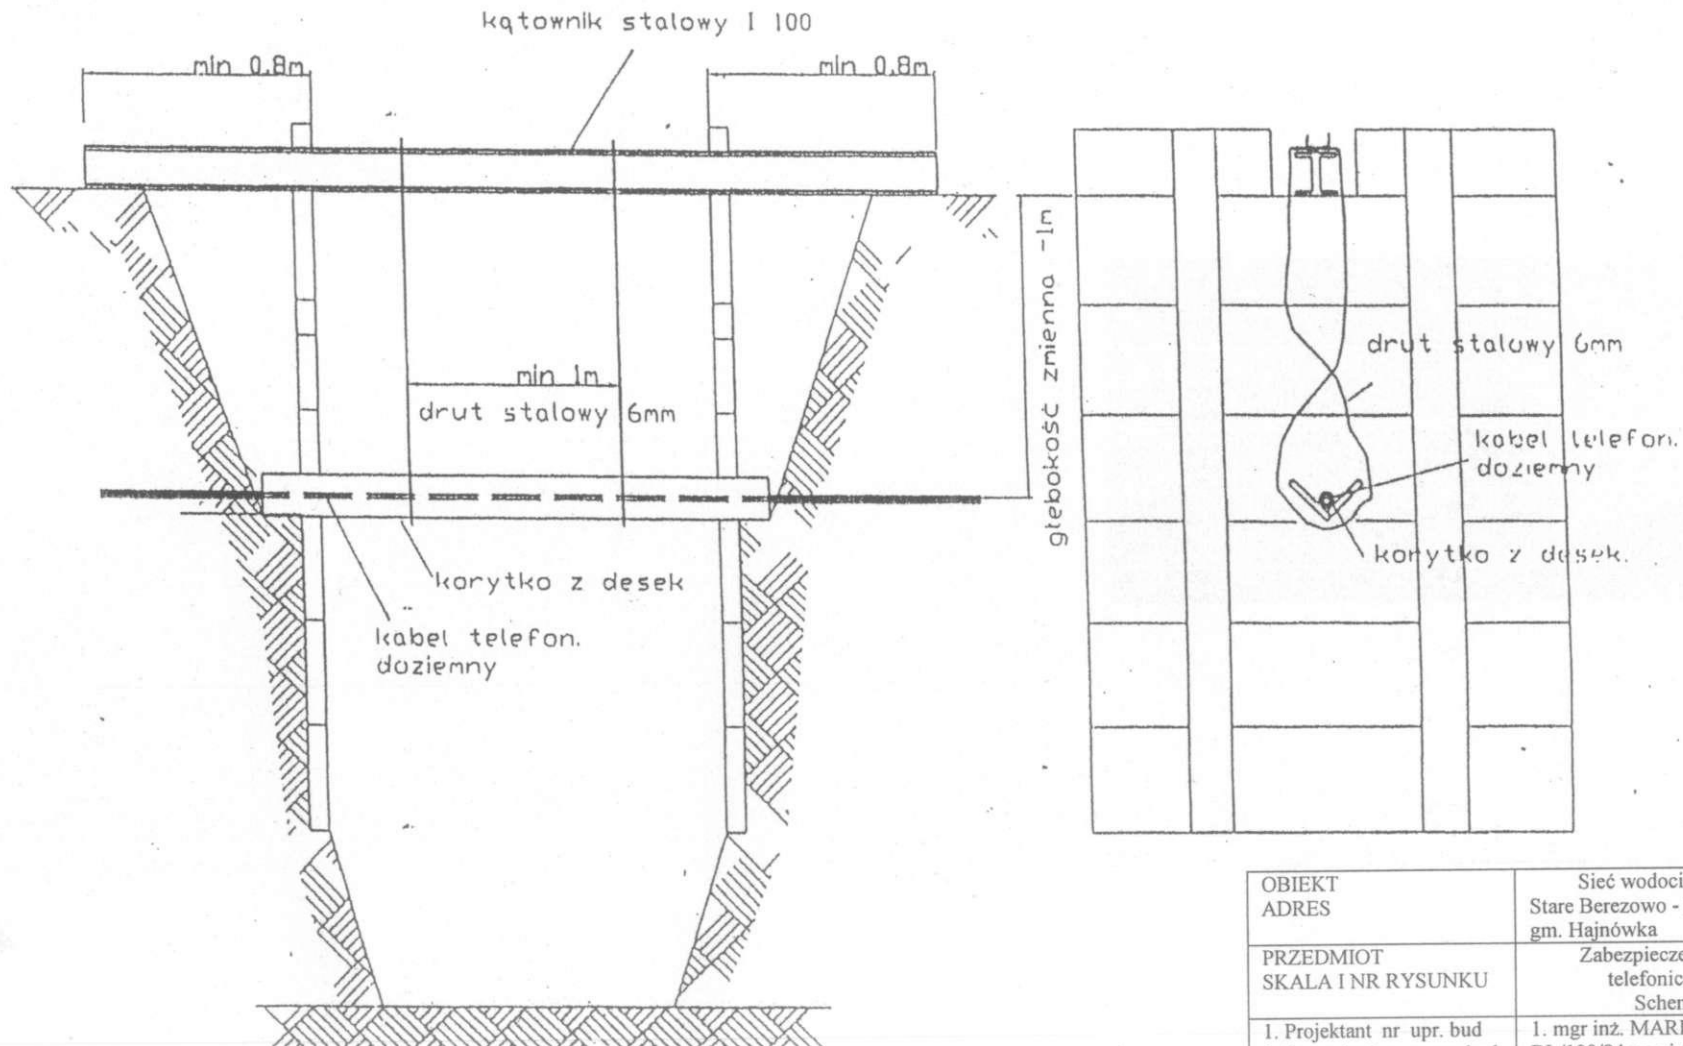 kątownik stalowy I 100
min 0,8m
min 0,8m
min 1m
drut stalowy 6mm
głębokość zmienna -1m
drut stalowy 6mm
kabel telefon.
doziemny
korytko z desek.
korytko z desek
kabel telefon.
doziemny
OBIEKT
ADRES
Sieć wodoci
Stare Berezowo -
gm. Hajnówka
PRZEDMIOT
SKALA I NR RYSUNKU
Zabezpiecze
telefonic
Schem
1. Projektant nr upr. bud
1. mgr inż. MARI